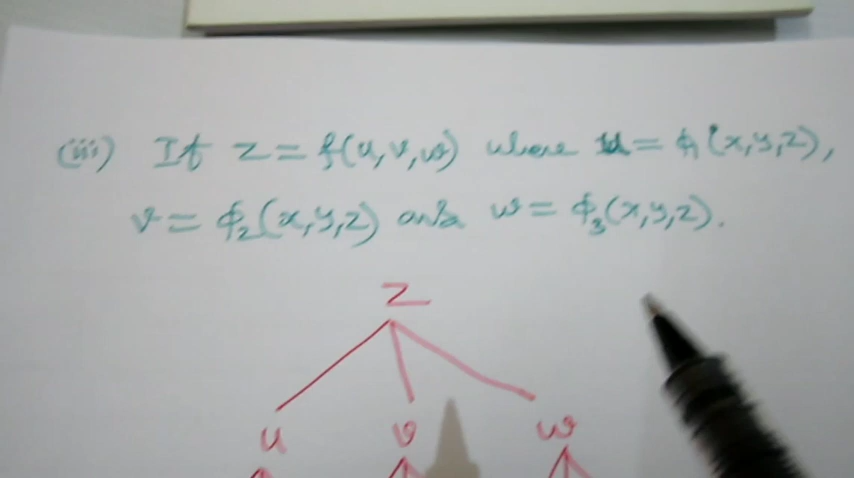 (iii) If z = f(u, v, w) where u = ϕ₁(x, y, z),
v = ϕ₂(x, y, z) and w = ϕ₃(x, y, z).
z
u v w